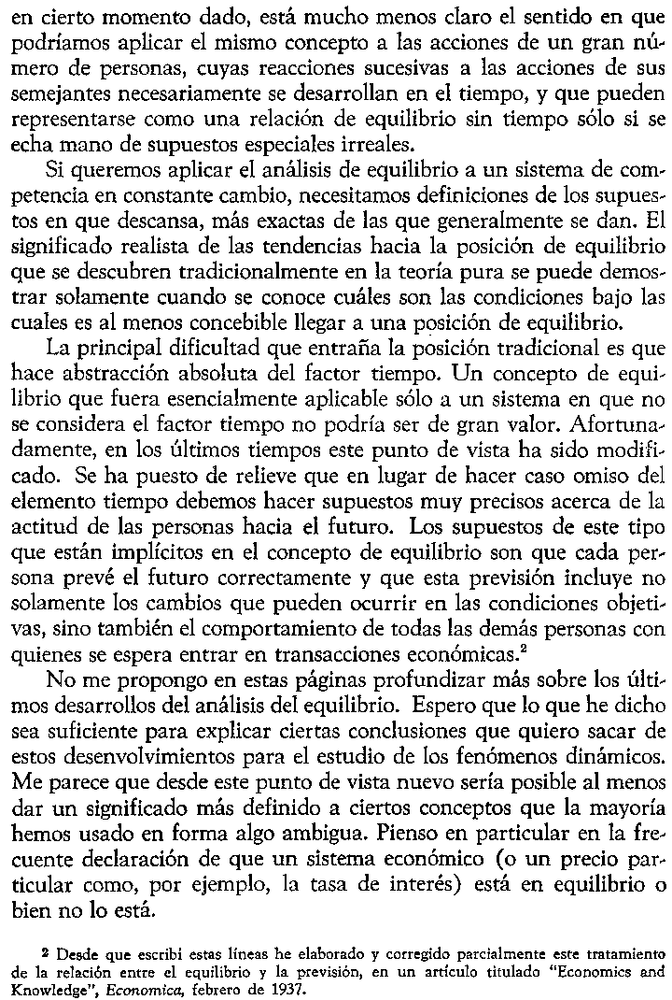 en cierto momento dado, está mucho menos claro el sentido en que
podríamos aplicar el mismo concepto a las acciones de un gran nú-
mero de personas, cuyas reacciones sucesivas a las acciones de sus
semejantes necesariamente se desarrollan en el tiempo, y que pueden
representarse como una relación de equilibrio sin tiempo sólo si se
echa mano de supuestos especiales irreales.
Si queremos aplicar el análisis de equilibrio a un sistema de com-
petencia en constante cambio, necesitamos definiciones de los supues-
tos en que descansa, más exactas de las que generalmente se dan. El
significado realista de las tendencias hacia la posición de equilibrio
que se descubren tradicionalmente en la teoría pura se puede demos-
trar solamente cuando se conoce cuáles son las condiciones bajo las
cuales es al menos concebible llegar a una posición de equilibrio.
La principal dificultad que entraña la posición tradicional es que
hace abstracción absoluta del factor tiempo. Un concepto de equi-
librio que fuera esencialmente aplicable sólo a un sistema en que no
se considera el factor tiempo no podría ser de gran valor. Afortuna-
damente, en los últimos tiempos este punto de vista ha sido modifi-
cado. Se ha puesto de relieve que en lugar de hacer caso omiso del
elemento tiempo debemos hacer supuestos muy precisos acerca de la
actitud de las personas hacia el futuro. Los supuestos de este tipo
que están implícitos en el concepto de equilibrio son que cada per-
sona prevé el futuro correctamente y que esta previsión incluye no
solamente los cambios que pueden ocurrir en las condiciones objeti-
vas, sino también el comportamiento de todas las demás personas con
quienes se espera entrar en transacciones económicas.²
No me propongo en estas páginas profundizar más sobre los últi-
mos desarrollos del análisis del equilibrio. Espero que lo que he dicho
sea suficiente para explicar ciertas conclusiones que quiero sacar de
estos desenvolvimientos para el estudio de los fenómenos dinámicos.
Me parece que desde este punto de vista nuevo sería posible al menos
dar un significado más definido a ciertos conceptos que la mayoría
hemos usado en forma algo ambigua. Pienso en particular en la fre-
cuente declaración de que un sistema económico (o un precio par-
ticular como, por ejemplo, la tasa de interés) está en equilibrio o
bien no lo está.
² Desde que escribí estas líneas he elaborado y corregido parcialmente este tratamiento
de la relación entre el equilibrio y la previsión, en un artículo titulado "Economics and
Knowledge", Economica, febrero de 1937.